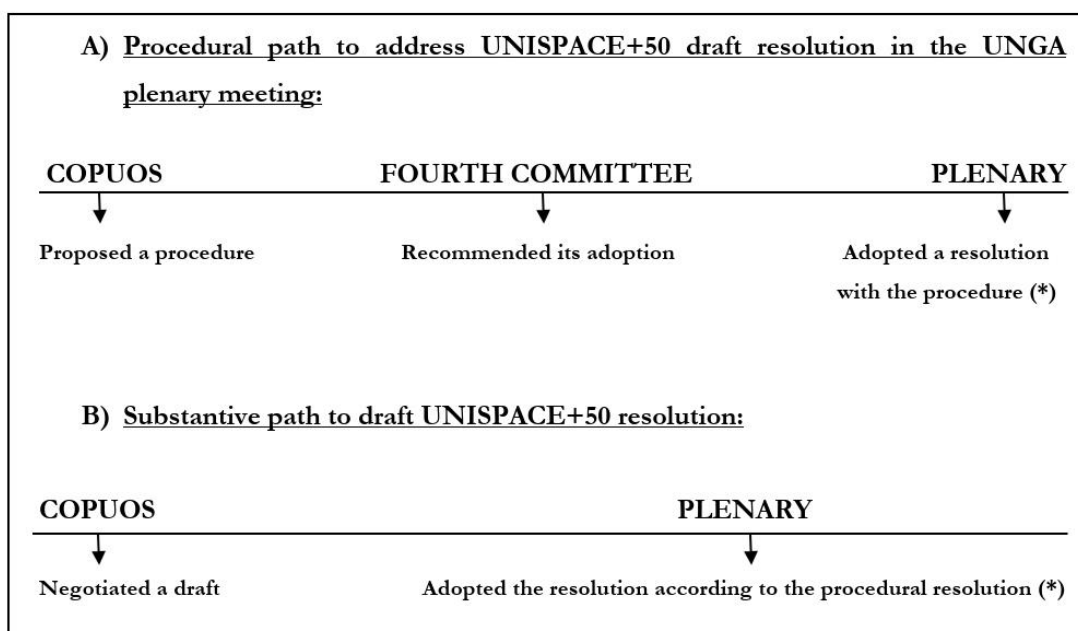 A) Procedural path to address UNISPACE+50 draft resolution in the UNGA
plenary meeting:
COPUOS FOURTH COMMITTEE PLENARY
Proposed a procedure Recommended its adoption Adopted a resolution
with the procedure (*)
B) Substantive path to draft UNISPACE+50 resolution:
COPUOS PLENARY
Negotiated a draft Adopted the resolution according to the procedural resolution (*)